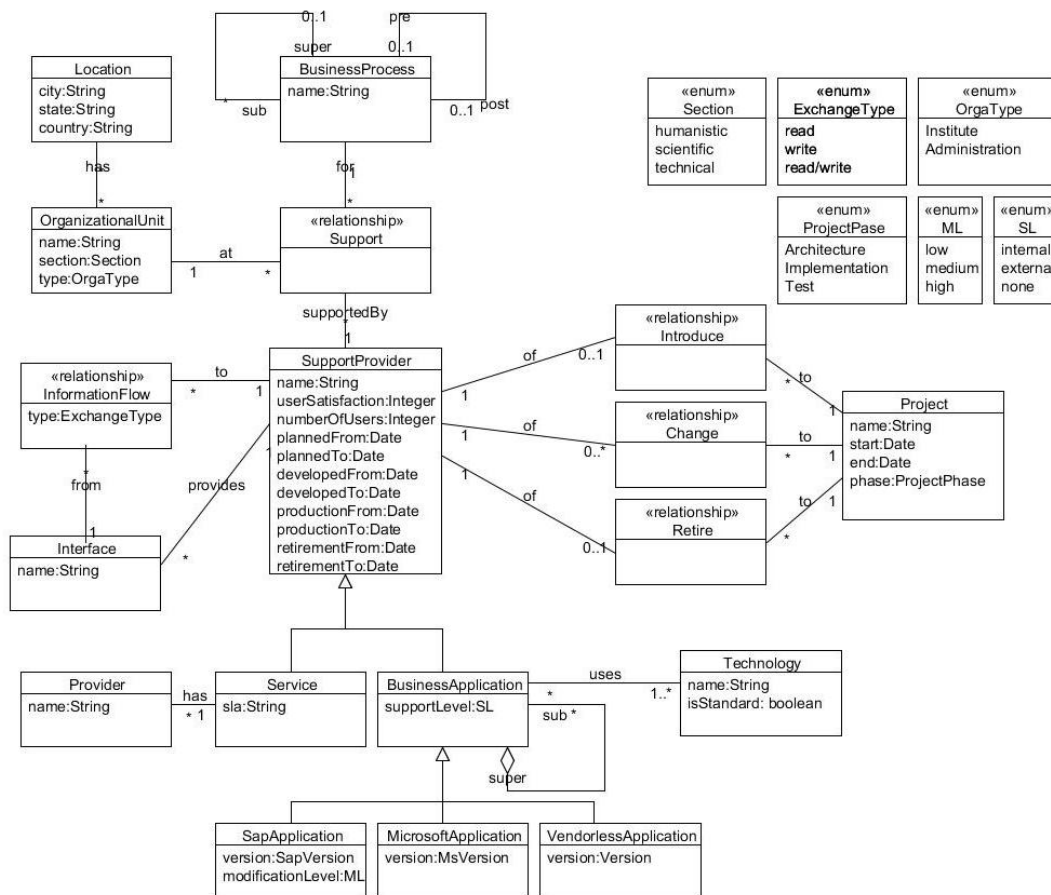 0..1
pre
super
0..1
BusinessProcess
name:String
*
sub
0..1
post
Location
city:String
state:String
country:String
has
*
*
for
1
*
OrganizationalUnit
name:String
section:Section
type:OrgaType
at
1
*
«relationship»
Support
supportedBy
*
1
«enum»
Section
humanistic
scientific
technical
«enum»
ExchangeType
read
write
read/write
«enum»
OrgaType
Institute
Administration
«enum»
ProjectPase
Architecture
Implementation
Test
«enum»
ML
low
medium
high
«enum»
SL
internal
externa
none
«relationship»
InformationFlow
type:ExchangeType
to
*
1
*
from
1
Interface
name:String
provides
1
*
SupportProvider
name:String
userSatisfaction:Integer
numberOfUsers:Integer
plannedFrom:Date
plannedTo:Date
developedFrom:Date
developedTo:Date
productionFrom:Date
productionTo:Date
retirementFrom:Date
retirementTo:Date
of
1
0..1
of
1
0..*
of
1
0..1
«relationship»
Introduce
«relationship»
Change
«relationship»
Retire
to
*
1
to
*
1
to
*
1
Project
name:String
start:Date
end:Date
phase:ProjectPhase
Provider
name:String
has
*
1
Service
sla:String
BusinessApplication
supportLevel:SL
uses
*
1..*
sub *
super
Technology
name:String
isStandard: boolean
SapApplication
version:SapVersion
modificationLevel:ML
MicrosoftApplication
version:MsVersion
VendorlessApplication
version:Version